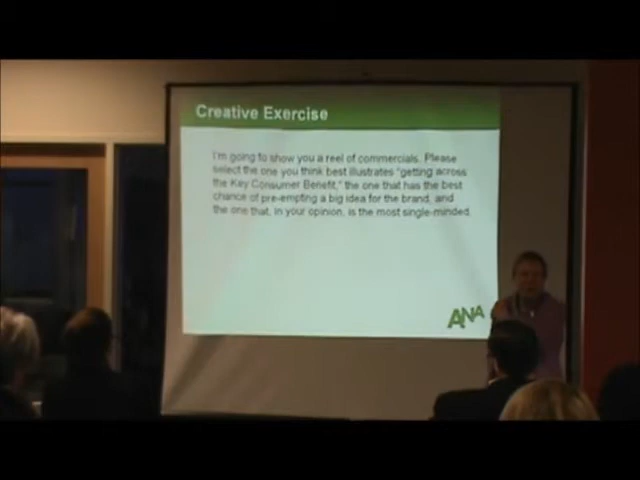 Creative Exercise
I'm going to show you a reel of commercials. Please
select the one you think best illustrates "getting across
the Key Consumer Benefit," the one that has the best
chance of pre-empting a big idea for the brand, and
the one that, in your opinion, is the most single-minded.
ANA